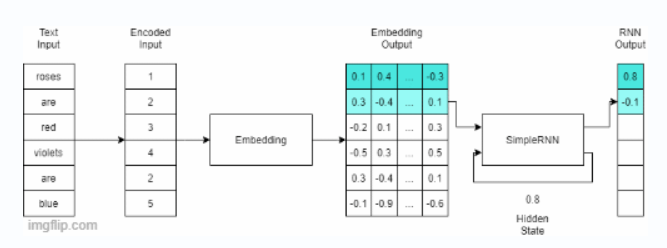 Text
Input
Encoded
Input
Embedding
Output
RNN
Output
roses 1 0.1 0.4 ... -0.3 0.8
are 2 0.3 -0.4 ... 0.1 -0.1
red 3 -0.2 0.1 ... 0.3
Embedding
SimpleRNN
violets 4 -0.5 0.3 ... 0.5
are 2 0.3 -0.4 ... 0.1
blue 5 -0.1 -0.9 ... -0.6
0.8
Hidden
State
imgflip.com